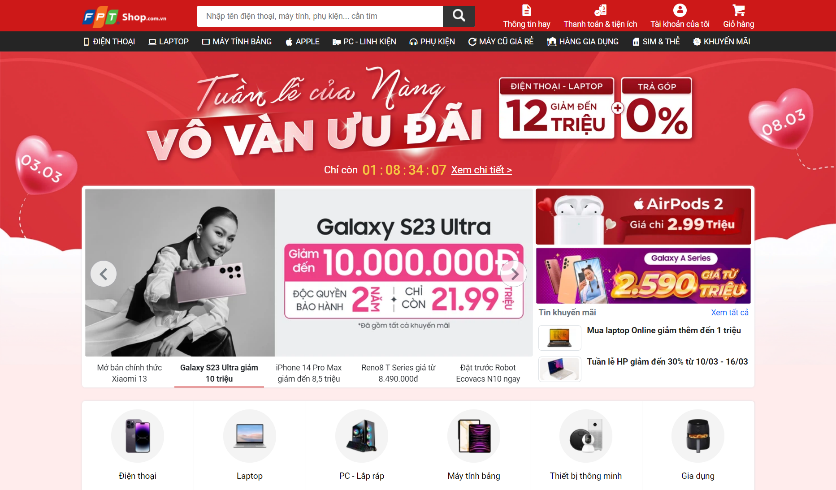 FPT Shop.com.vn
Nhập tên điện thoại, máy tính, phụ kiện... cần tìm
Thông tin hay
Thanh toán & tiện ích
Tài khoản của tôi
Giỏ hàng
ĐIỆN THOẠI
LAPTOP
MÁY TÍNH BẢNG
APPLE
PC - LINH KIỆN
PHỤ KIỆN
MÁY CŨ GIÁ RẺ
HÀNG GIA DỤNG
SIM & THẺ
KHUYẾN MÃI
Tuần lễ của Nàng
VÔ VÀN ƯU ĐÃI
ĐIỆN THOẠI - LAPTOP
12 GIẢM ĐẾN TRIỆU
+
TRẢ GÓP
0%
03.03
08.03
Chỉ còn 01 : 08 : 34 : 07 Xem chi tiết >
Galaxy S23 Ultra
Giảm đến 10.000.000Đ
ĐỘC QUYỀN BẢO HÀNH 2 NĂM + CHỈ CÒN 21.99 TRIỆU
*Đã gồm tất cả khuyến mãi
AirPods 2
Giá chỉ 2.99 Triệu
Galaxy A Series
2.590 GIÁ TỪ TRIỆU
Tin khuyến mãi
Xem tất cả
Mua laptop Online giảm thêm đến 1 triệu
Tuần lễ HP giảm đến 30% từ 10/03 - 16/03
Mở bán chính thức
Xiaomi 13
Galaxy S23 Ultra giảm
10 triệu
iPhone 14 Pro Max
giảm đến 8,5 triệu
Reno8 T Series giá từ
8.490.000đ
Đặt trước Robot
Ecovacs N10 ngay
Điện thoại
Laptop
PC - Lắp ráp
Máy tính bảng
Thiết bị thông minh
Gia dụng